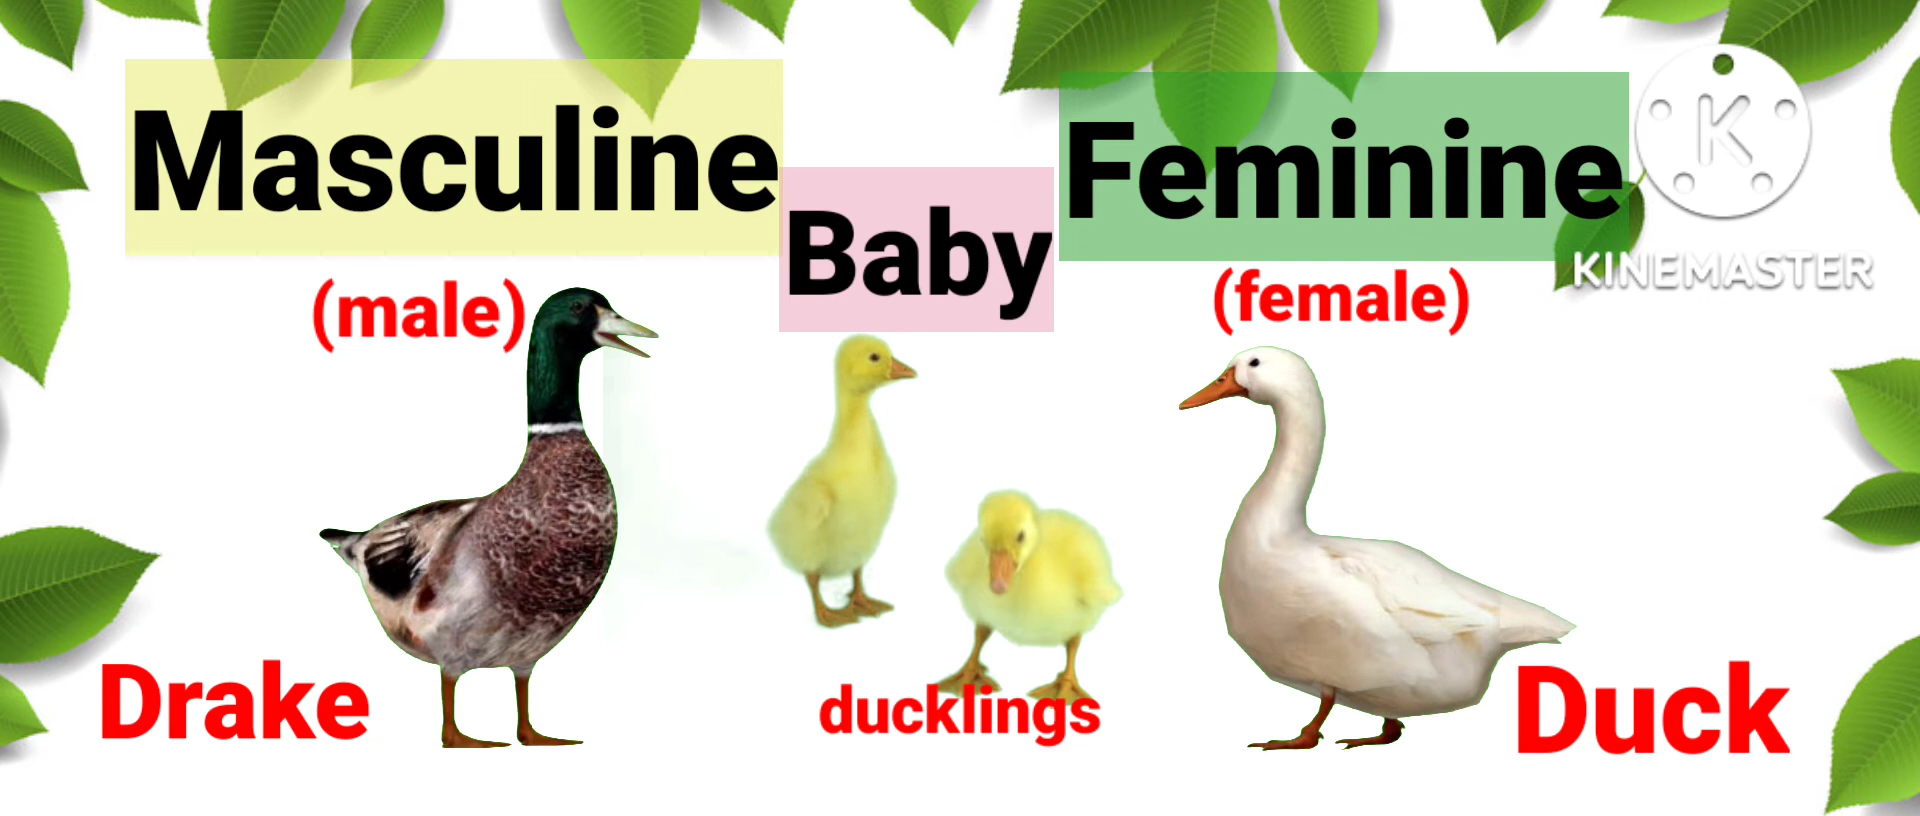 Masculine
Baby
Feminine
(male)
(female)
K
KINEMASTER
Drake
ducklings
Duck